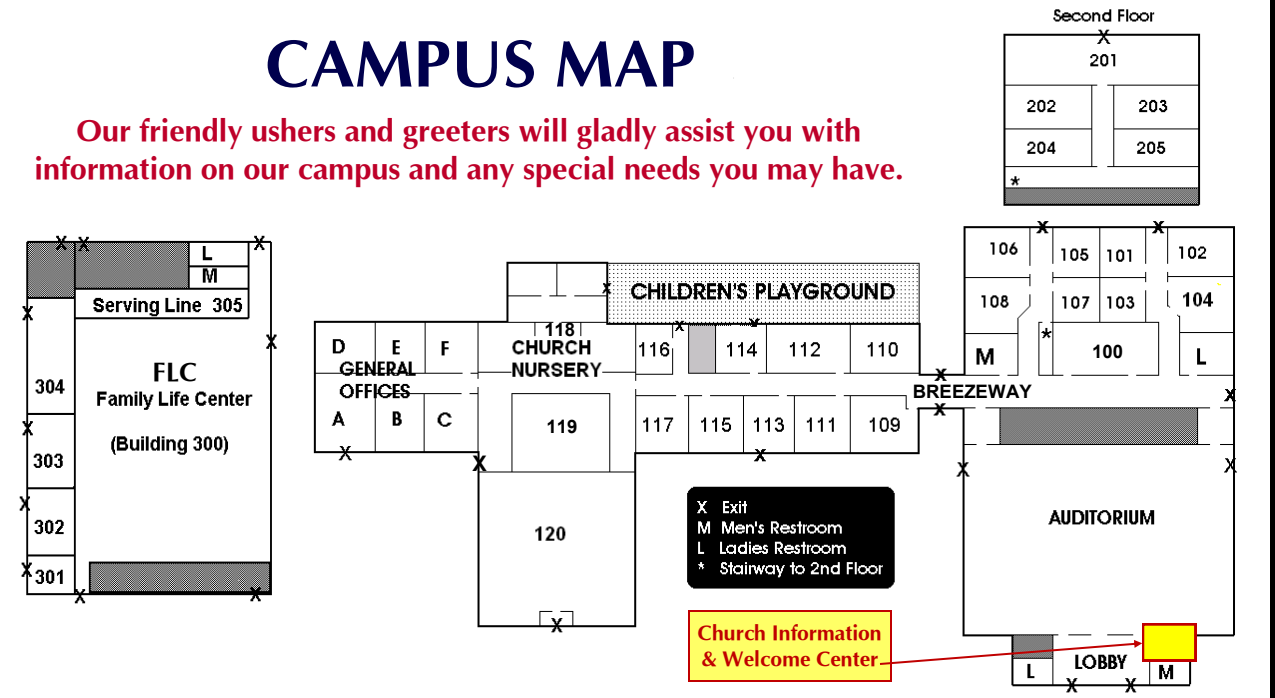 CAMPUS MAP
Our friendly ushers and greeters will gladly assist you with
information on our campus and any special needs you may have.
Second Floor
X
201
202 203
204 205
*
X X X
L
M
Serving Line 305
X
X
FLC
Family Life Center
(Building 300)
304
X
303
X
302
X
301
X X
X
CHILDREN'S PLAYGROUND
X X
118
CHURCH
NURSERY
D E F
GENERAL
OFFICES
A B C
X
X
119
120
X
116 114 112 110
117 115 113 111 109
X
X
BREEZEWAY
X
X X
106 105 101 102
108 107 103 104
*
M 100 L
X
X X
AUDITORIUM
X Exit
M Men's Restroom
L Ladies Restroom
* Stairway to 2nd Floor
Church Information
& Welcome Center
LOBBY
L M
X X